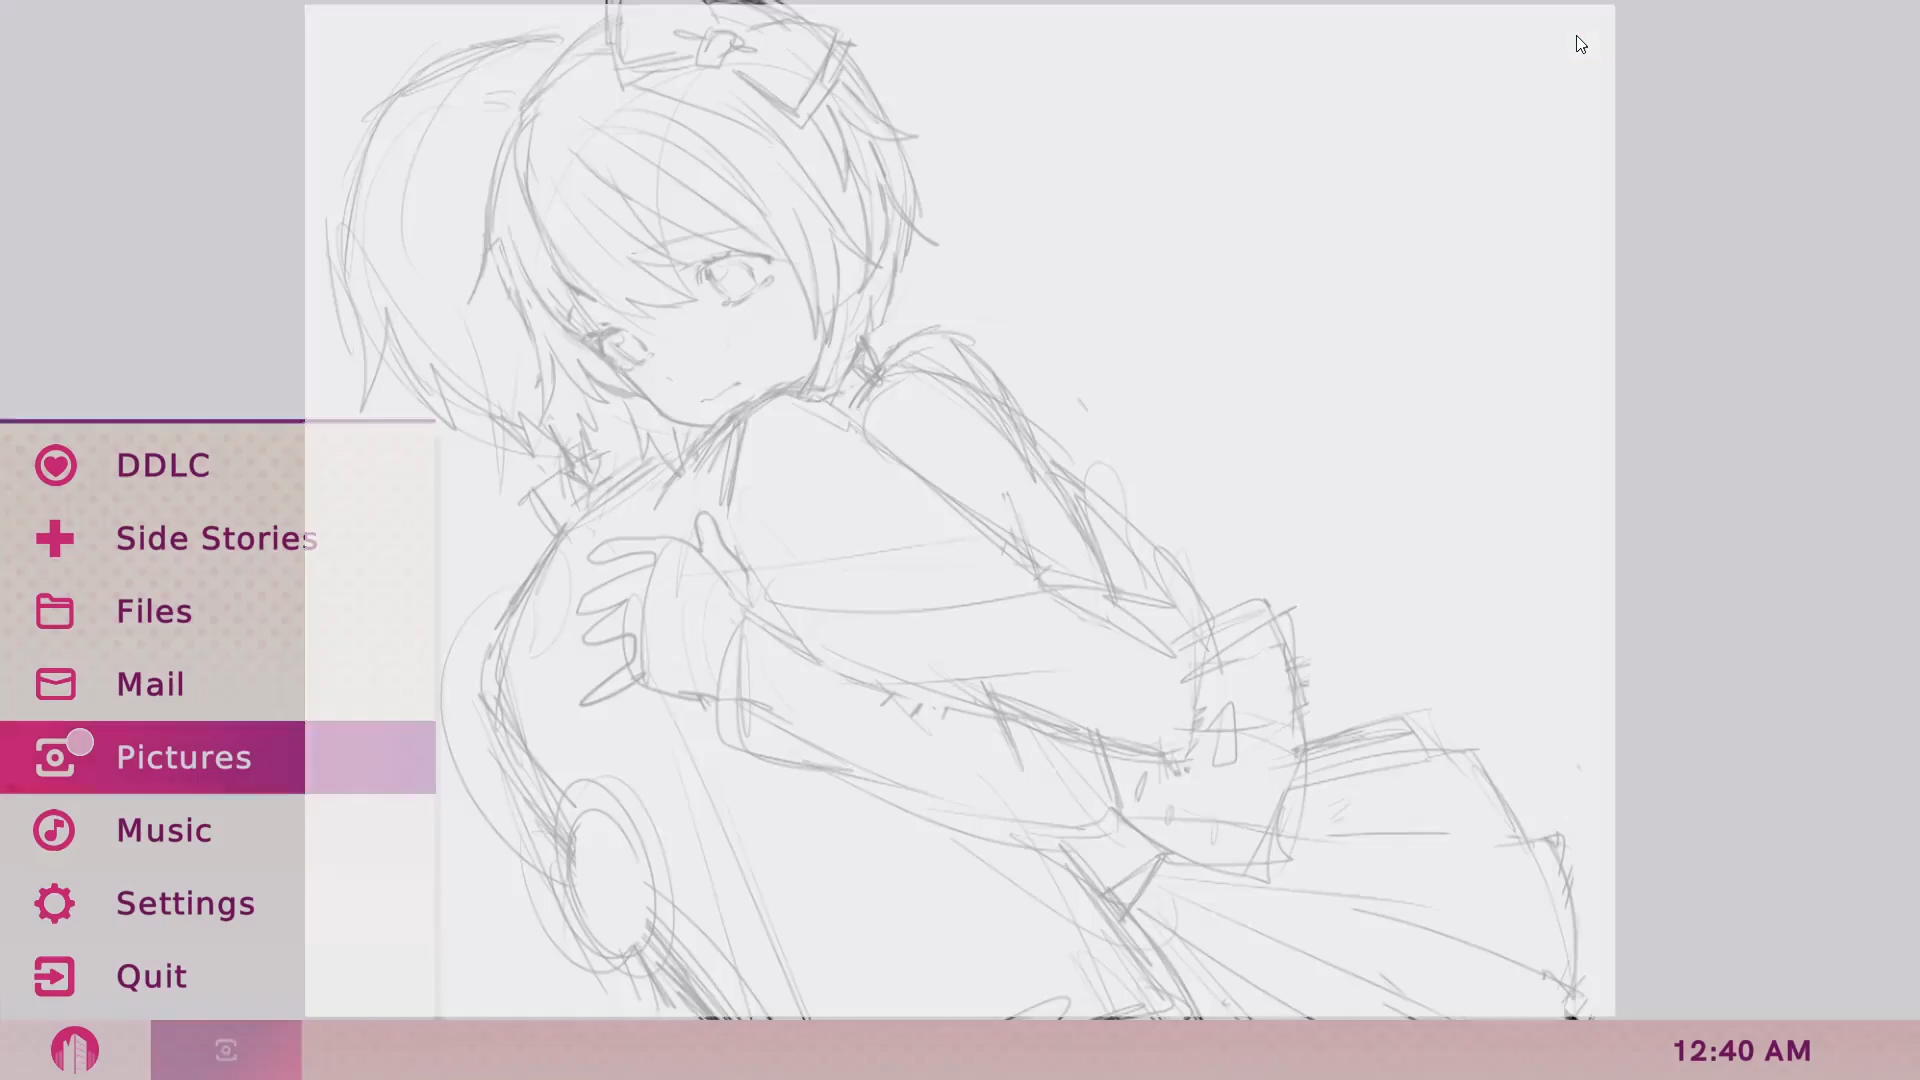 DDLC
Side Stories
Files
Mail
Pictures
Music
Settings
Quit
12:40 AM